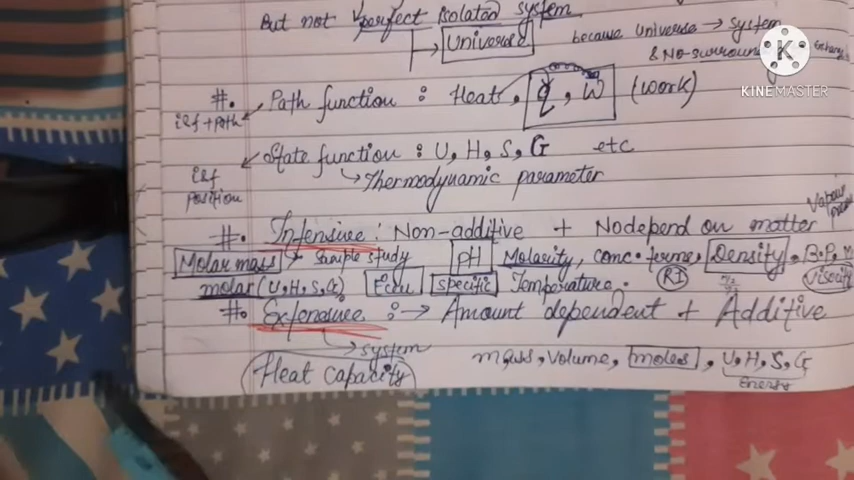 But not perfect isolated system
Universe because universe → system
& No-surround
KINEMASTER
#. Path function : Heat, q, W (work)
i & f + path
#. State function : U, H, S, G etc
i & f position
Thermodynamic parameter
#. Intensive : Non-additive + No depend on matter
Molar mass Sample study pH Molarity, conc. terms, Density, B.P,
molar (U,H,S,G) Ecell specific Temperature. RI Viscosity
#. Extensive :→ Amount dependent + Additive
system
Heat capacity mass, Volume, moles, U, H, S, G
Energy